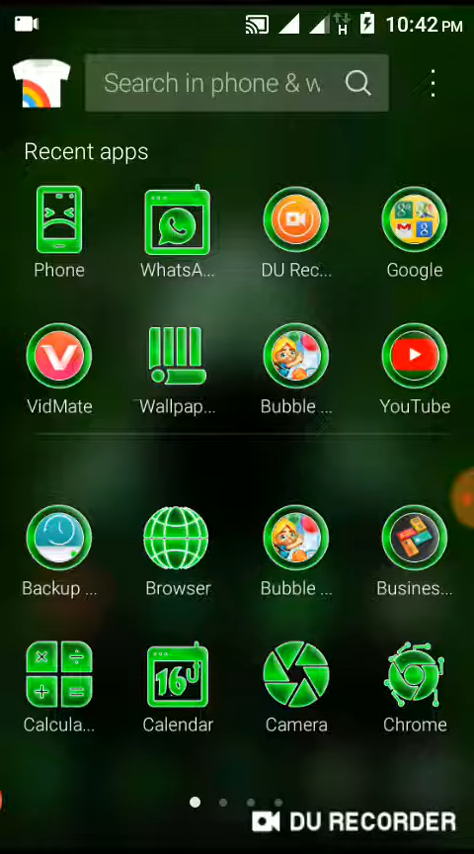 H 10:42 PM
Search in phone & w
Recent apps
Phone WhatsA... DU Rec... Google
VidMate Wallpap... Bubble ... YouTube
Backup ... Browser Bubble ... Busines...
16
Calcula... Calendar Camera Chrome
DU RECORDER